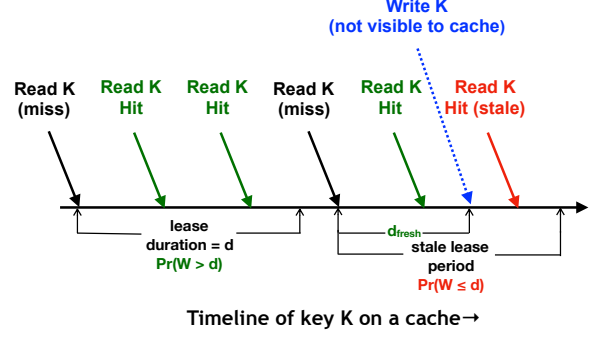 Write K
(not visible to cache)
Read K
(miss)
Read K
Hit
Read K
Hit
Read K
(miss)
Read K
Hit
Read K
Hit (stale)
lease
duration = d
Pr(W > d)
dfresh
stale lease
period
Pr(W ≤ d)
Timeline of key K on a cache→